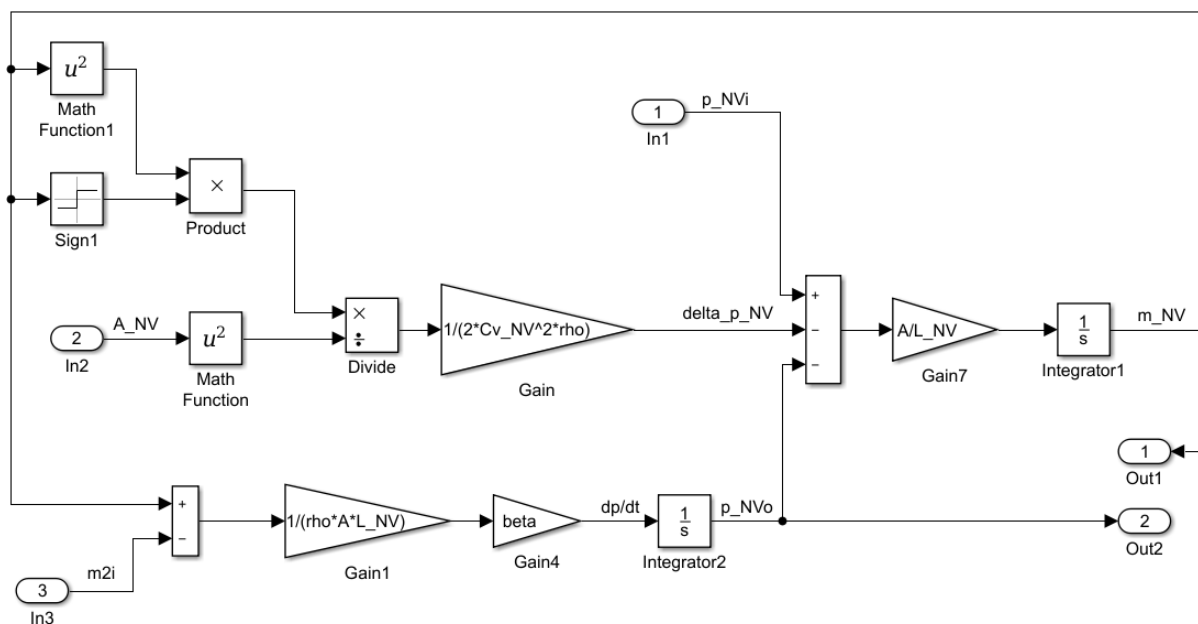 u²
Math
Function1
Sign1
×
Product
2
In2
A_NV
u²
Math
Function
×
÷
Divide
1/(2*Cv_NV^2*rho)
Gain
1
In1
p_NVi
delta_p_NV
+
−
−
A/L_NV
Gain7
1
s
Integrator1
m_NV
1
Out1
3
In3
m2i
+
−
1/(rho*A*L_NV)
Gain1
beta
Gain4
dp/dt
1
s
Integrator2
p_NVo
2
Out2